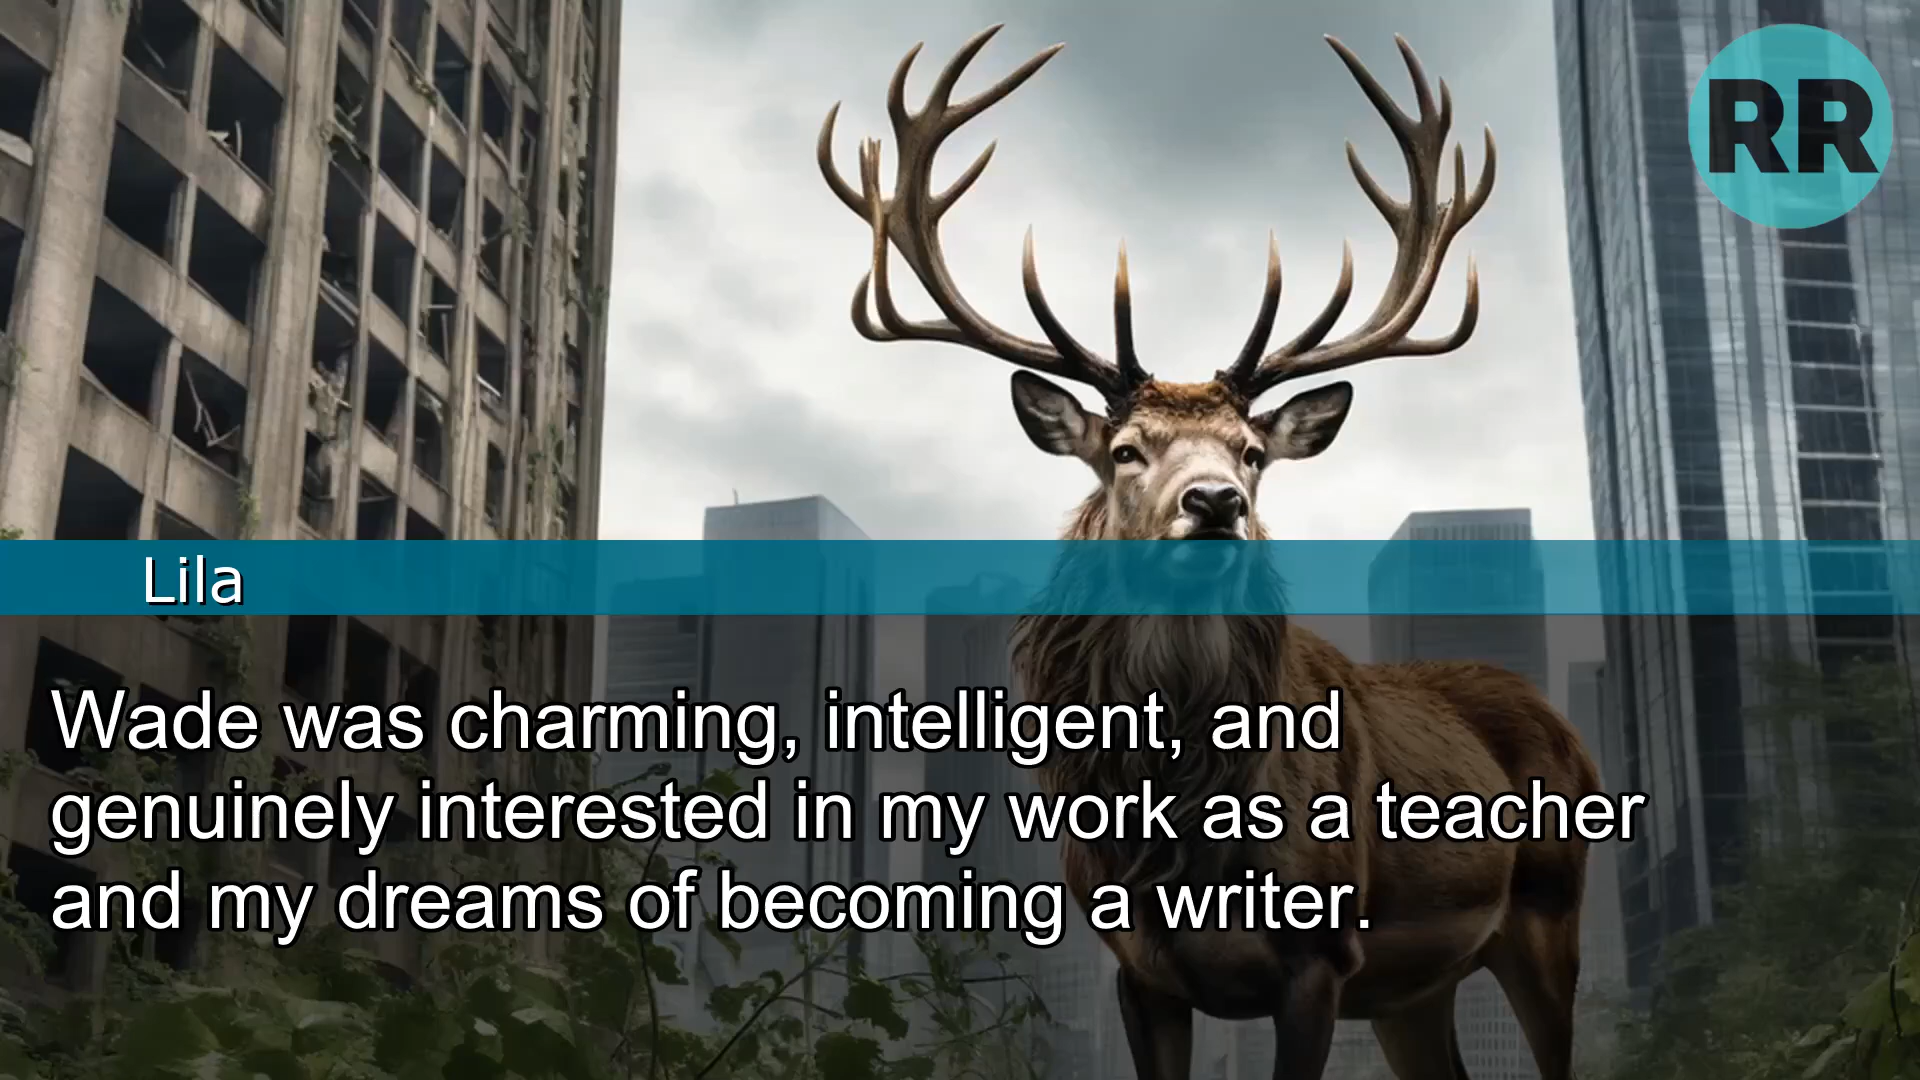 RR
Lila
Wade was charming, intelligent, and
genuinely interested in my work as a teacher
and my dreams of becoming a writer.